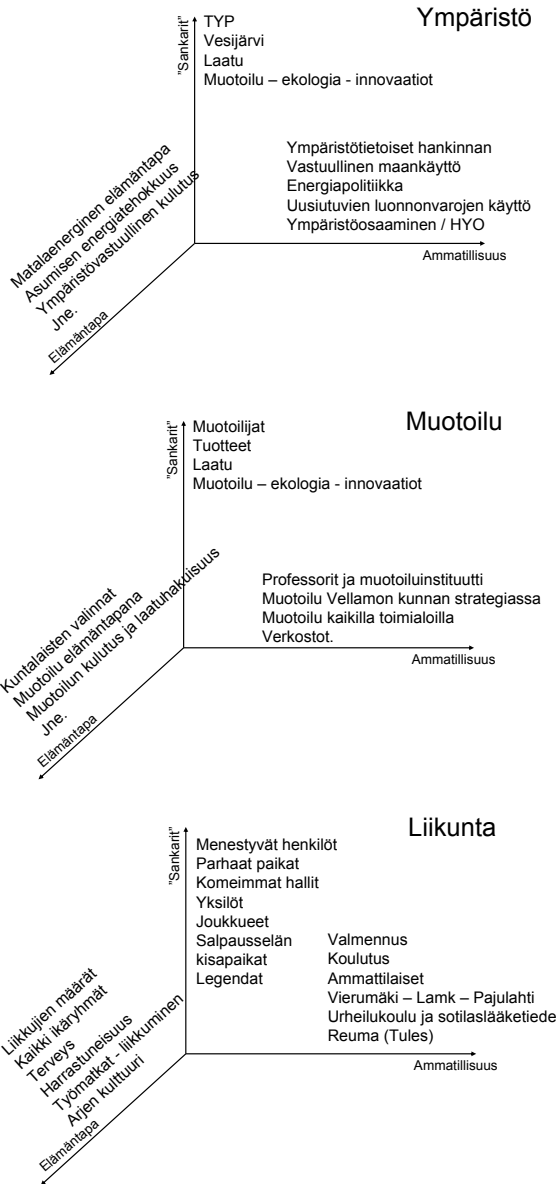 Ympäristö
"Sankarit"
TYP
Vesijärvi
Laatu
Muotoilu – ekologia - innovaatiot
Ympäristötietoiset hankinnan
Vastuullinen maankäyttö
Energiapolitiikka
Uusiutuvien luonnonvarojen käyttö
Ympäristöosaaminen / HYO
Ammatillisuus
Matalaenerginen elämäntapa
Asumisen energiatehokkuus
Ympäristövastuullinen kulutus
Jne.
Elämäntapa
Muotoilu
"Sankarit"
Muotoilijat
Tuotteet
Laatu
Muotoilu – ekologia - innovaatiot
Professorit ja muotoiluinstituutti
Muotoilu Vellamon kunnan strategiassa
Muotoilu kaikilla toimialoilla
Verkostot.
Ammatillisuus
Kuntalaisten valinnat
Muotoilu elämäntapana
Muotoilun kulutus ja laatuhakuisuus
Jne.
Elämäntapa
Liikunta
"Sankarit"
Menestyvät henkilöt
Parhaat paikat
Komeimmat hallit
Yksilöt
Joukkueet
Salpausselän
kisapaikat
Legendat
Valmennus
Koulutus
Ammattilaiset
Vierumäki – Lamk – Pajulahti
Urheilukoulu ja sotilaslääketiede
Reuma (Tules)
Ammatillisuus
Liikkujien määrät
Kaikki ikäryhmät
Terveys
Harrastuneisuus
Työmatkat - liikkuminen
Arjen kulttuuri
Elämäntapa